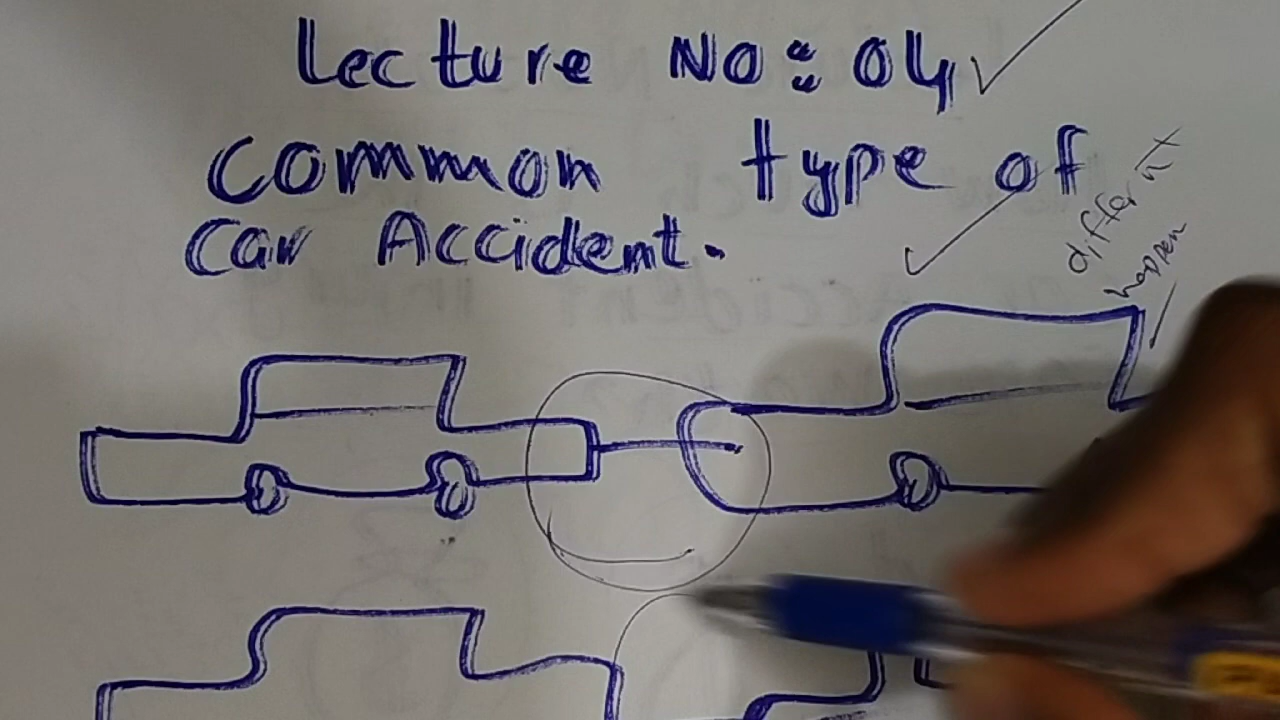 Lecture No: 04
Common type of
Car Accident.
different
happen